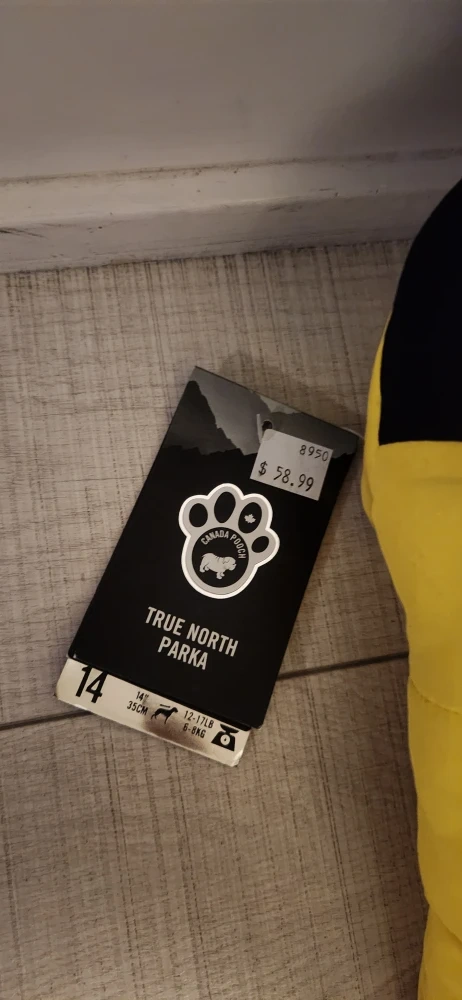 8950
$ 58.99
CANADA POOCH
TRUE NORTH
PARKA
14
14"
35CM
12-17LB
6-8KG